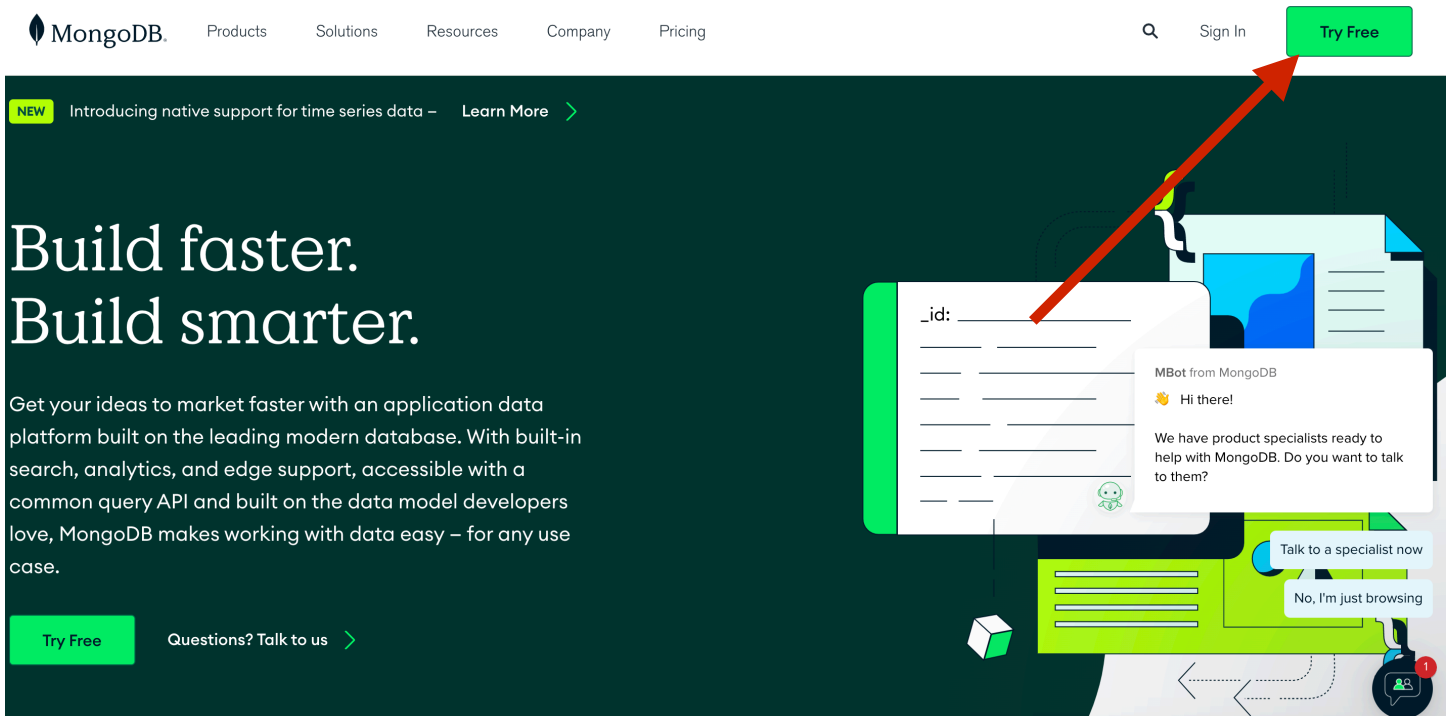 MongoDB.
Products
Solutions
Resources
Company
Pricing
Sign In
Try Free
NEW
Introducing native support for time series data –
Learn More
Build faster.
Build smarter.
Get your ideas to market faster with an application data
platform built on the leading modern database. With built-in
search, analytics, and edge support, accessible with a
common query API and built on the data model developers
love, MongoDB makes working with data easy – for any use
case.
Try Free
Questions? Talk to us
_id:
MBot from MongoDB
👋 Hi there!
We have product specialists ready to
help with MongoDB. Do you want to talk
to them?
Talk to a specialist now
No, I'm just browsing
1